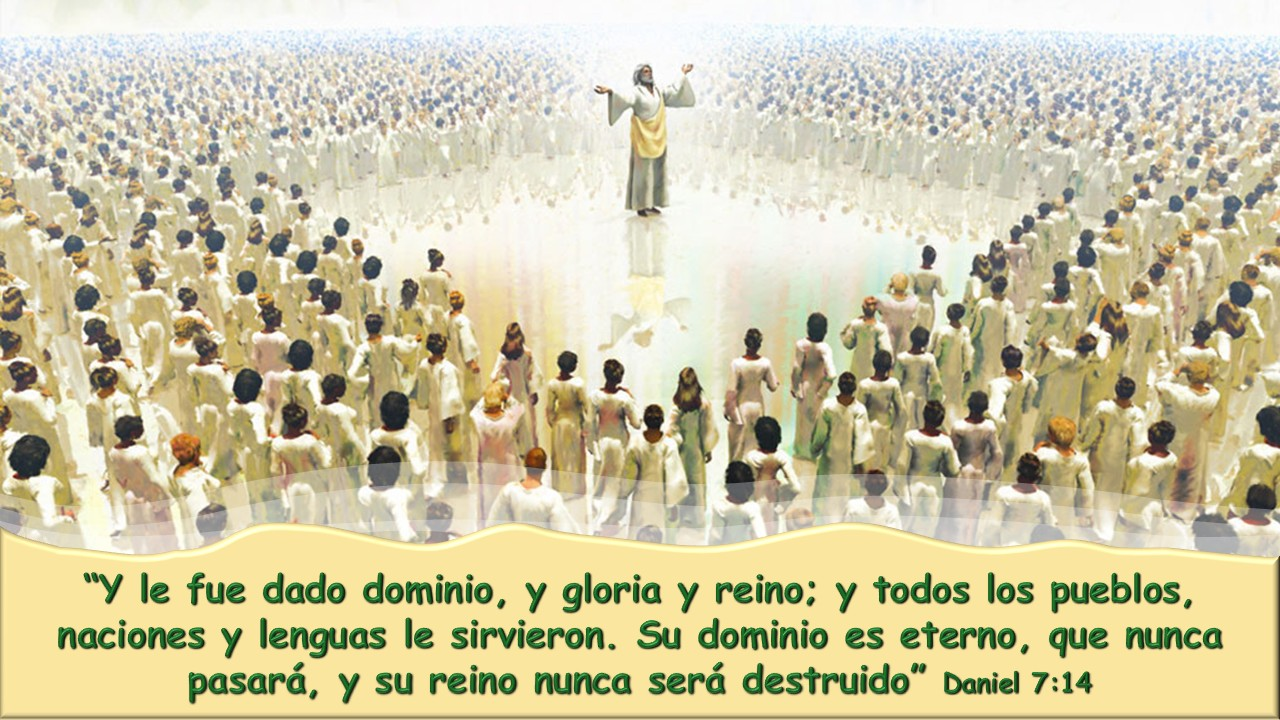 “Y le fue dado dominio, y gloria y reino; y todos los pueblos,
naciones y lenguas le sirvieron. Su dominio es eterno, que nunca
pasará, y su reino nunca será destruido” Daniel 7:14